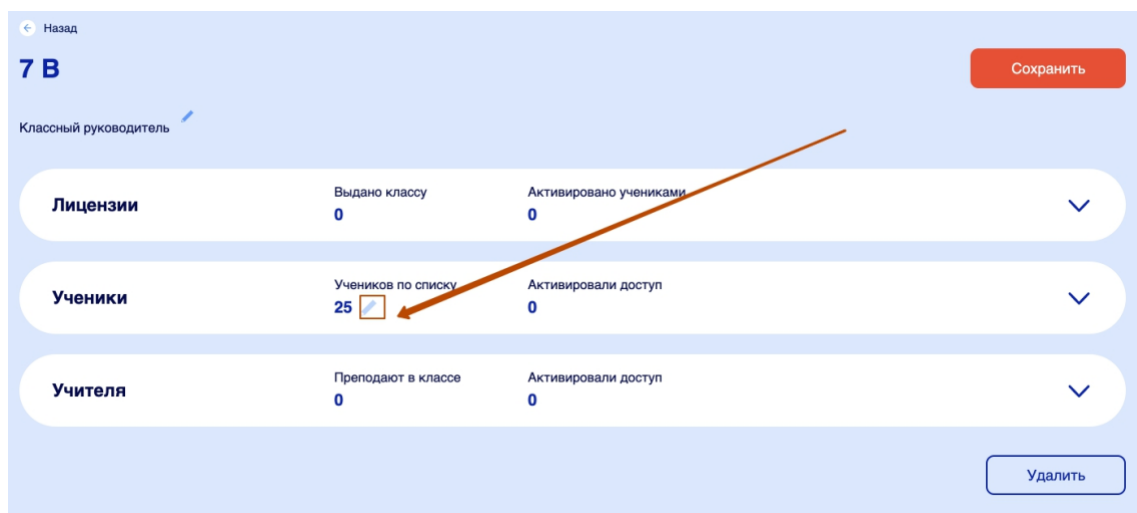 Назад
7 В
Сохранить
Классный руководитель
Лицензии
Выдано классу
0
Активировано учениками
0
Ученики
Учеников по списку
25
Активировали доступ
0
Учителя
Преподают в классе
0
Активировали доступ
0
Удалить